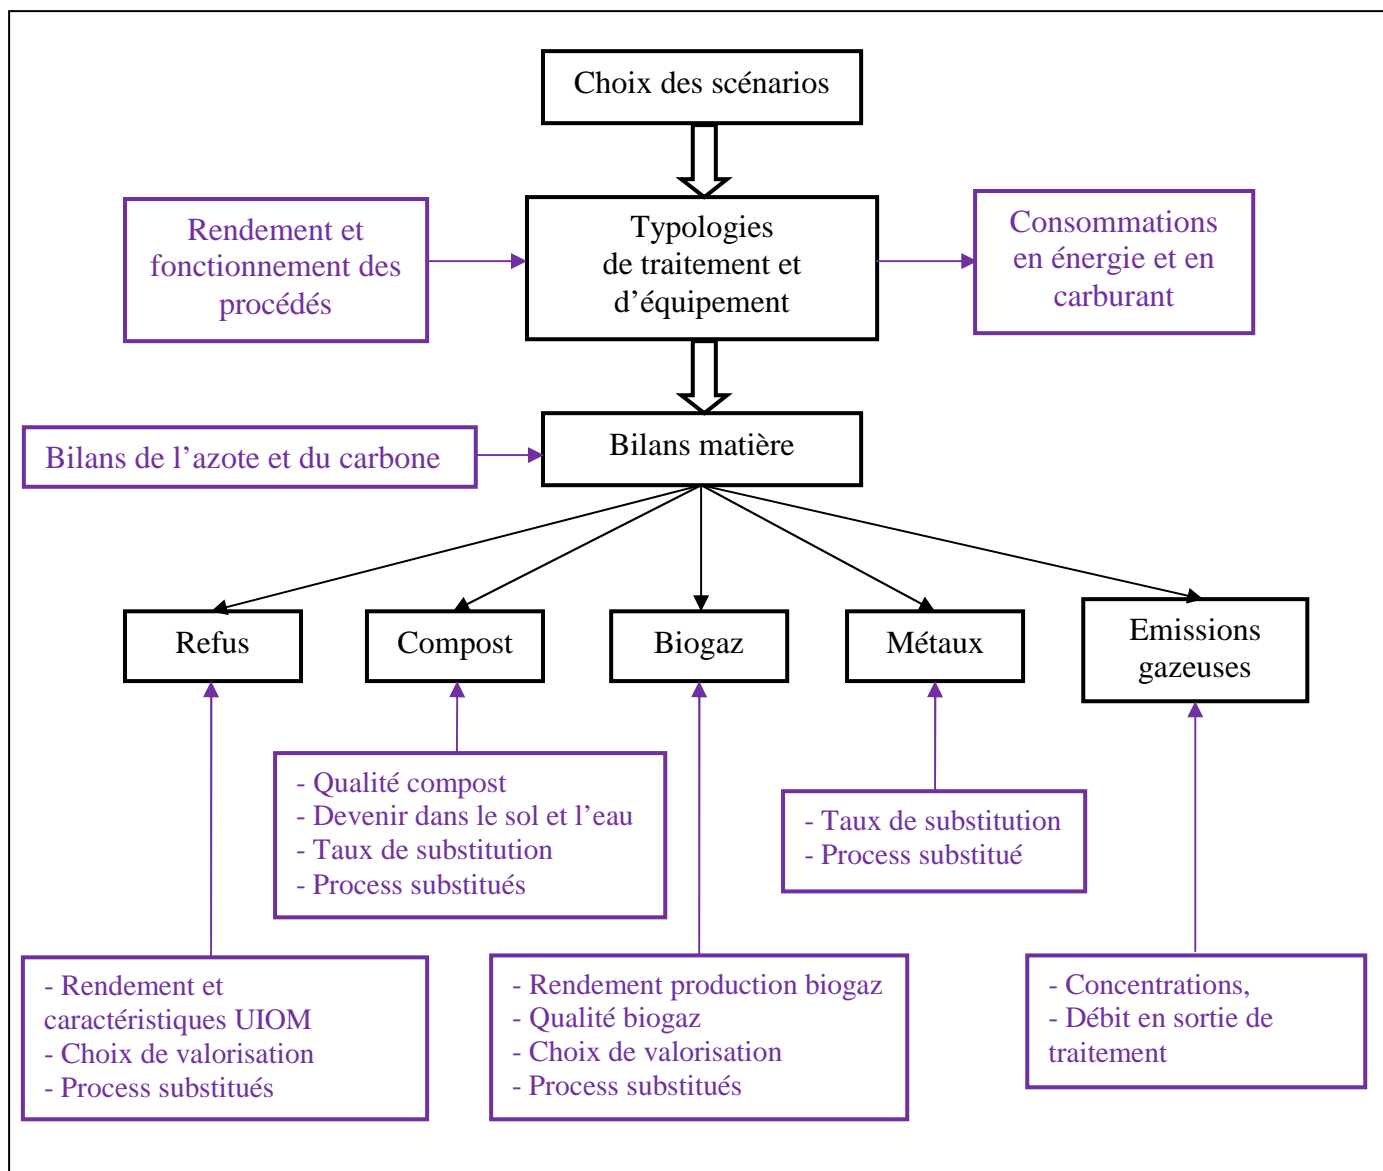 Choix des scénarios
Rendement et
fonctionnement des
procédés
Typologies
de traitement et
d’équipement
Consommations
en énergie et en
carburant
Bilans de l’azote et du carbone
Bilans matière
Refus
Compost
Biogaz
Métaux
Emissions
gazeuses
- Qualité compost
- Devenir dans le sol et l’eau
- Taux de substitution
- Process substitués
- Taux de substitution
- Process substitué
- Rendement et
caractéristiques UIOM
- Choix de valorisation
- Process substitués
- Rendement production biogaz
- Qualité biogaz
- Choix de valorisation
- Process substitués
- Concentrations,
- Débit en sortie de
traitement